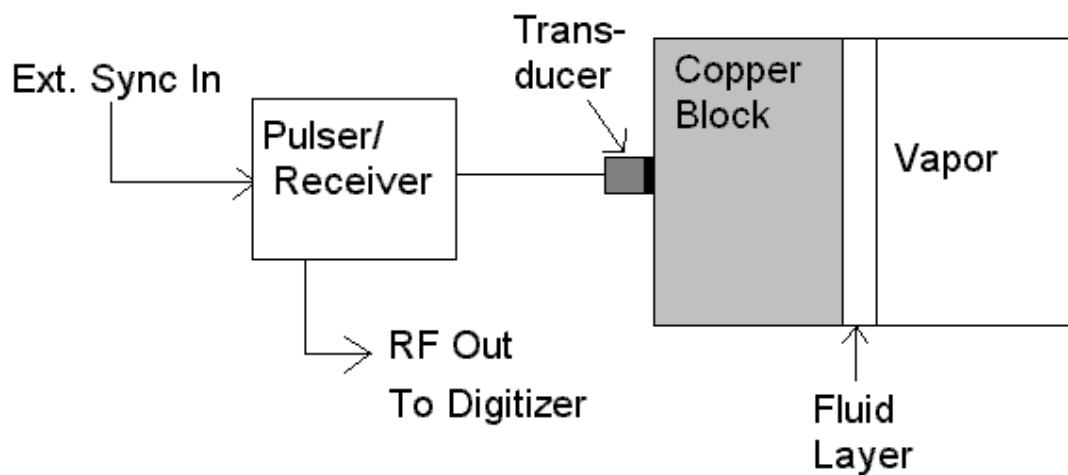 Ext. Sync In
Pulser/
Receiver
RF Out
To Digitizer
Trans-
ducer
Copper
Block
Vapor
Fluid
Layer